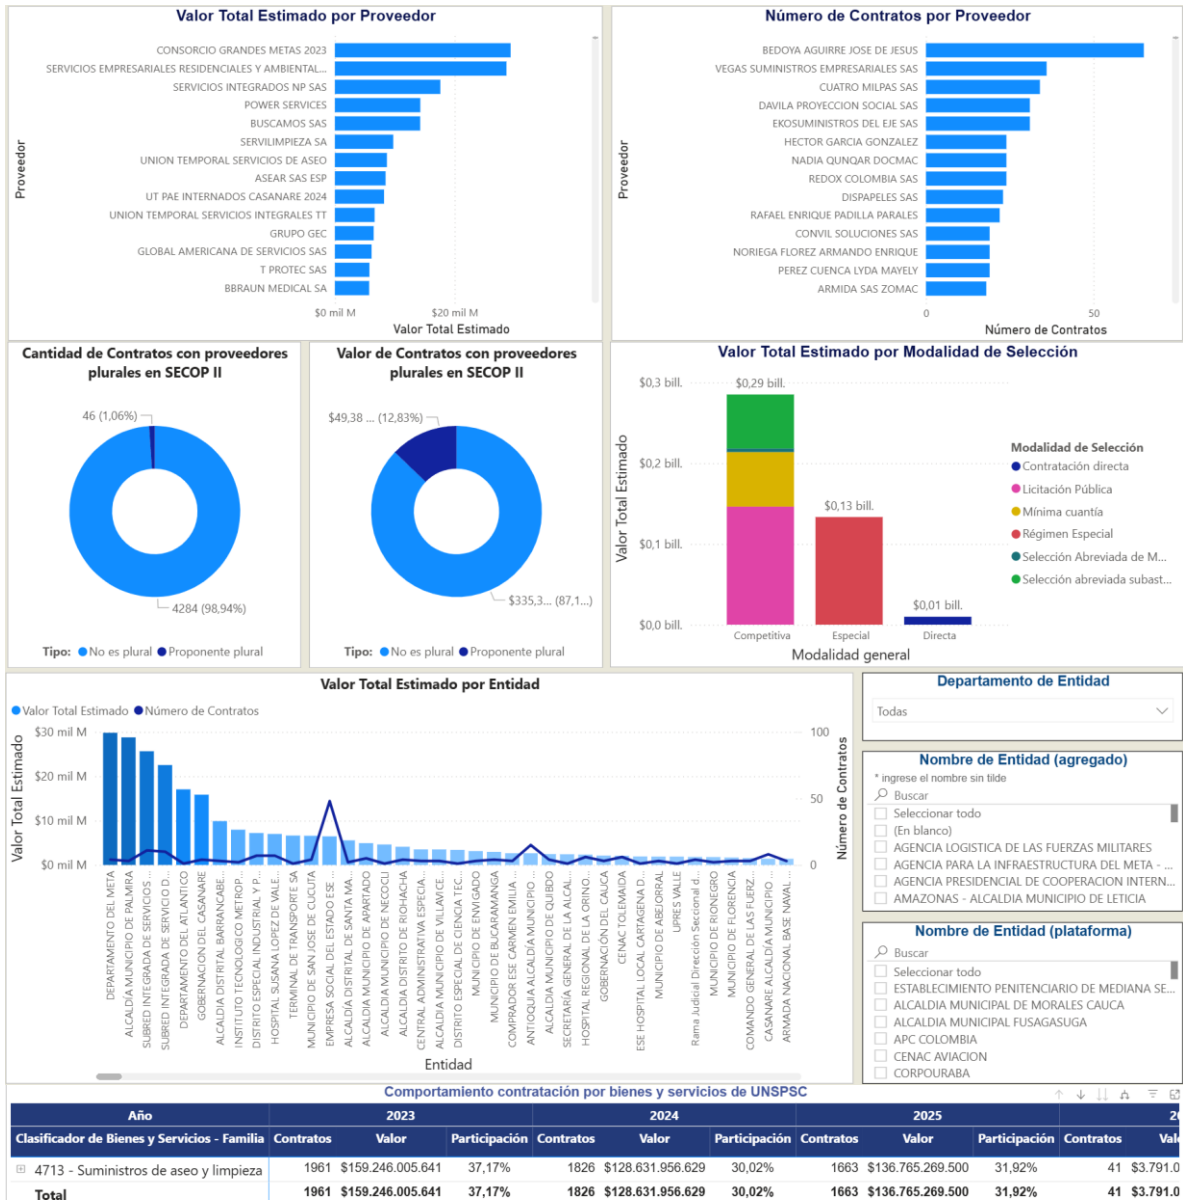 Valor Total Estimado por Proveedor
Proveedor
CONSORCIO GRANDES METAS 2023
SERVICIOS EMPRESARIALES RESIDENCIALES Y AMBIENTAL...
SERVICIOS INTEGRADOS NP SAS
POWER SERVICES
BUSCAMOS SAS
SERVILIMPIEZA SA
UNION TEMPORAL SERVICIOS DE ASEO
ASEAR SAS ESP
UT PAE INTERNADOS CASANARE 2024
UNION TEMPORAL SERVICIOS INTEGRALES TT
GRUPO GEC
GLOBAL AMERICANA DE SERVICIOS SAS
T PROTEC SAS
BBRAUN MEDICAL SA
$0 mil M $20 mil M
Valor Total Estimado
Número de Contratos por Proveedor
Proveedor
BEDOYA AGUIRRE JOSE DE JESUS
VEGAS SUMINISTROS EMPRESARIALES SAS
CUATRO MILPAS SAS
DAVILA PROYECCION SOCIAL SAS
EKOSUMINISTROS DEL EJE SAS
HECTOR GARCIA GONZALEZ
NADIA QUNQAR DOCMAC
REDOX COLOMBIA SAS
DISPAPELES SAS
RAFAEL ENRIQUE PADILLA PARALES
CONVIL SOLUCIONES SAS
NORIEGA FLOREZ ARMANDO ENRIQUE
PEREZ CUENCA LYDA MAYELY
ARMIDA SAS ZOMAC
0 50
Número de Contratos
Cantidad de Contratos con proveedores
plurales en SECOP II
46 (1,06%)
4284 (98,94%)
Tipo: No es plural Proponente plural
Valor de Contratos con proveedores
plurales en SECOP II
$49,38 ... (12,83%)
$335,3... (87,1...)
Tipo: No es plural Proponente plural
Valor Total Estimado por Modalidad de Selección
Valor Total Estimado
$0,3 bill.
$0,2 bill.
$0,1 bill.
$0,0 bill.
$0,29 bill.
$0,13 bill.
$0,01 bill.
Competitiva Especial Directa
Modalidad general
Modalidad de Selección
Contratación directa
Licitación Pública
Mínima cuantía
Régimen Especial
Selección Abreviada de M...
Selección abreviada subast...
Valor Total Estimado por Entidad
Valor Total Estimado Número de Contratos
Valor Total Estimado
$30 mil M
$20 mil M
$10 mil M
$0 mil M
100
50
0
Número de Contratos
DEPARTAMENTO DEL META
ALCALDÍA MUNICIPIO DE PALMIRA
SUBRED INTEGRADA DE SERVICIOS ...
SUBRED INTEGRADA DE SERVICIO D...
DEPARTAMENTO DEL ATLANTICO
GOBERNACION DEL CASANARE
ALCALDIA DISTRITAL BARRANCABE...
INSTITUTO TECNOLOGICO METROP...
DISTRITO ESPECIAL INDUSTRIAL Y P...
HOSPITAL SUSANA LOPEZ DE VALE...
TERMINAL DE TRANSPORTE SA
MUNICIPIO DE SAN JOSE DE CUCUTA
EMPRESA SOCIAL DEL ESTADO ESE ...
ALCALDÍA DISTRITAL DE SANTA MA...
ALCALDIA MUNICIPIO DE APARTADO
ALCALDIA MUNICIPIO DE NECOCLI
ALCALDIA DISTRITO DE RIOHACHA
CENTRAL ADMINISTRATIVA ESPECIA...
ALCALDIA MUNICIPIO DE VILLAVICE...
DISTRITO ESPECIAL DE CIENCIA TEC...
MUNICIPIO DE ENVIGADO
MUNICIPIO DE BUCARAMANGA
COMPRADOR ESE CARMEN EMILIA ...
ANTIOQUIA ALCALDÍA MUNICIPIO ...
ALCALDIA MUNICIPIO DE QUIBDO
SECRETARÍA GENERAL DE LA ALCAL...
HOSPITAL REGIONAL DE LA ORINO...
GOBERNACIÓN DEL CAUCA
CENAC TOLEMAIDA
ESE HOSPITAL LOCAL CARTAGENA D...
MUNICIPIO DE ABEJORRAL
UPRES VALLE
Rama Judicial Dirección Seccional d...
MUNICIPIO DE RIONEGRO
MUNICIPIO DE FLORENCIA
COMANDO GENERAL DE LAS FUERZ...
CASANARE ALCALDÍA MUNICIPIO ...
ARMADA NACIONAL BASE NAVAL ...
Entidad
Departamento de Entidad
Todas
Nombre de Entidad (agregado)
* ingrese el nombre sin tilde
Buscar
Seleccionar todo
(En blanco)
AGENCIA LOGISTICA DE LAS FUERZAS MILITARES
AGENCIA PARA LA INFRAESTRUCTURA DEL META - ...
AGENCIA PRESIDENCIAL DE COOPERACION INTERN...
AMAZONAS - ALCALDIA MUNICIPIO DE LETICIA
Nombre de Entidad (plataforma)
Buscar
Seleccionar todo
ESTABLECIMIENTO PENITENCIARIO DE MEDIANA SE...
ALCALDIA MUNICIPAL DE MORALES CAUCA
ALCALDIA MUNICIPAL FUSAGASUGA
APC COLOMBIA
CENAC AVIACION
CORPOURABA
Comportamiento contratación por bienes y servicios de UNSPSC
Año 2023 2024 2025 20
Clasificador de Bienes y Servicios - Familia Contratos Valor Participación Contratos Valor Participación Contratos Valor Participación Contratos Val
4713 - Suministros de aseo y limpieza 1961 $159.246.005.641 37,17% 1826 $128.631.956.629 30,02% 1663 $136.765.269.500 31,92% 41 $3.791.0
Total 1961 $159.246.005.641 37,17% 1826 $128.631.956.629 30,02% 1663 $136.765.269.500 31,92% 41 $3.791.0